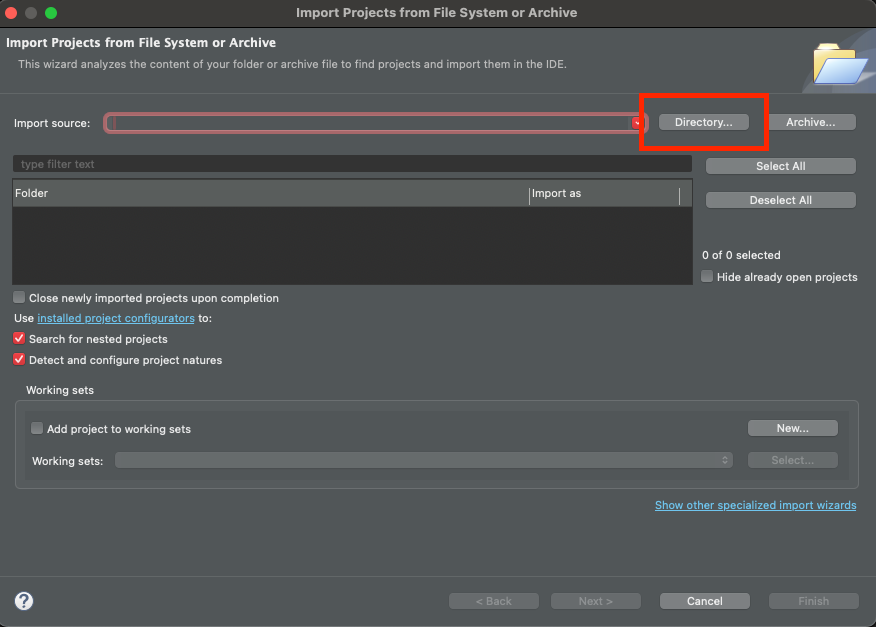 Import Projects from File System or Archive
Import Projects from File System or Archive
This wizard analyzes the content of your folder or archive file to find projects and import them in the IDE.
Import source: Directory... Archive...
type filter text Select All
Folder Import as
Deselect All
0 of 0 selected
Hide already open projects
Close newly imported projects upon completion
Use installed project configurators to:
Search for nested projects
Detect and configure project natures
Working sets
Add project to working sets New...
Working sets: Select...
Show other specialized import wizards
? < Back Next > Cancel Finish